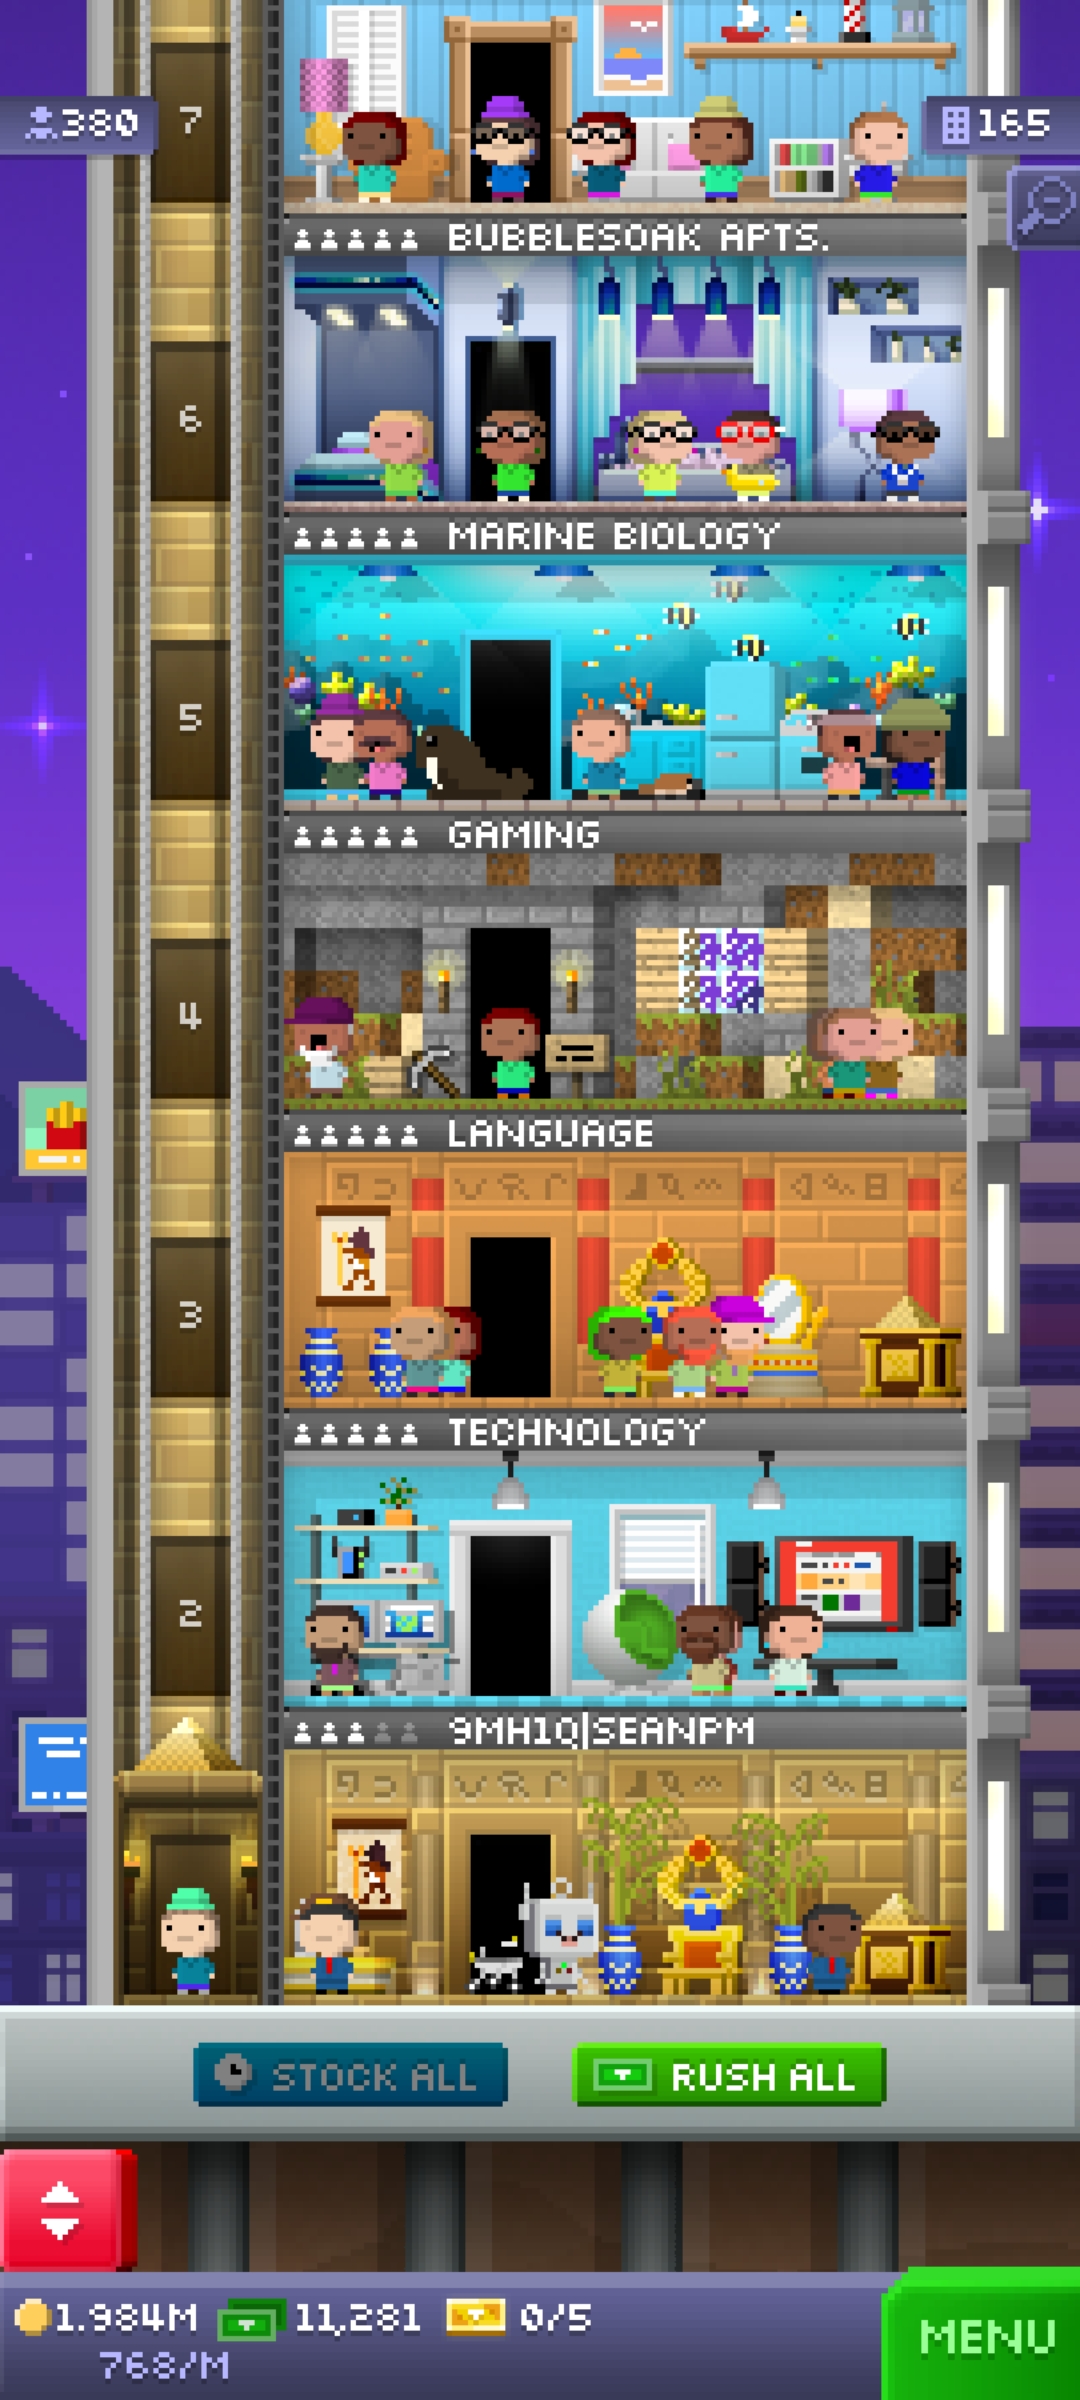 7
380
165
BUBBLESOAK APTS.
6
MARINE BIOLOGY
5
GAMING
4
LANGUAGE
3
TECHNOLOGY
2
9MH1Q|SEANPM
STOCK ALL
RUSH ALL
1.984M
11,281
0/5
768/M
MENU